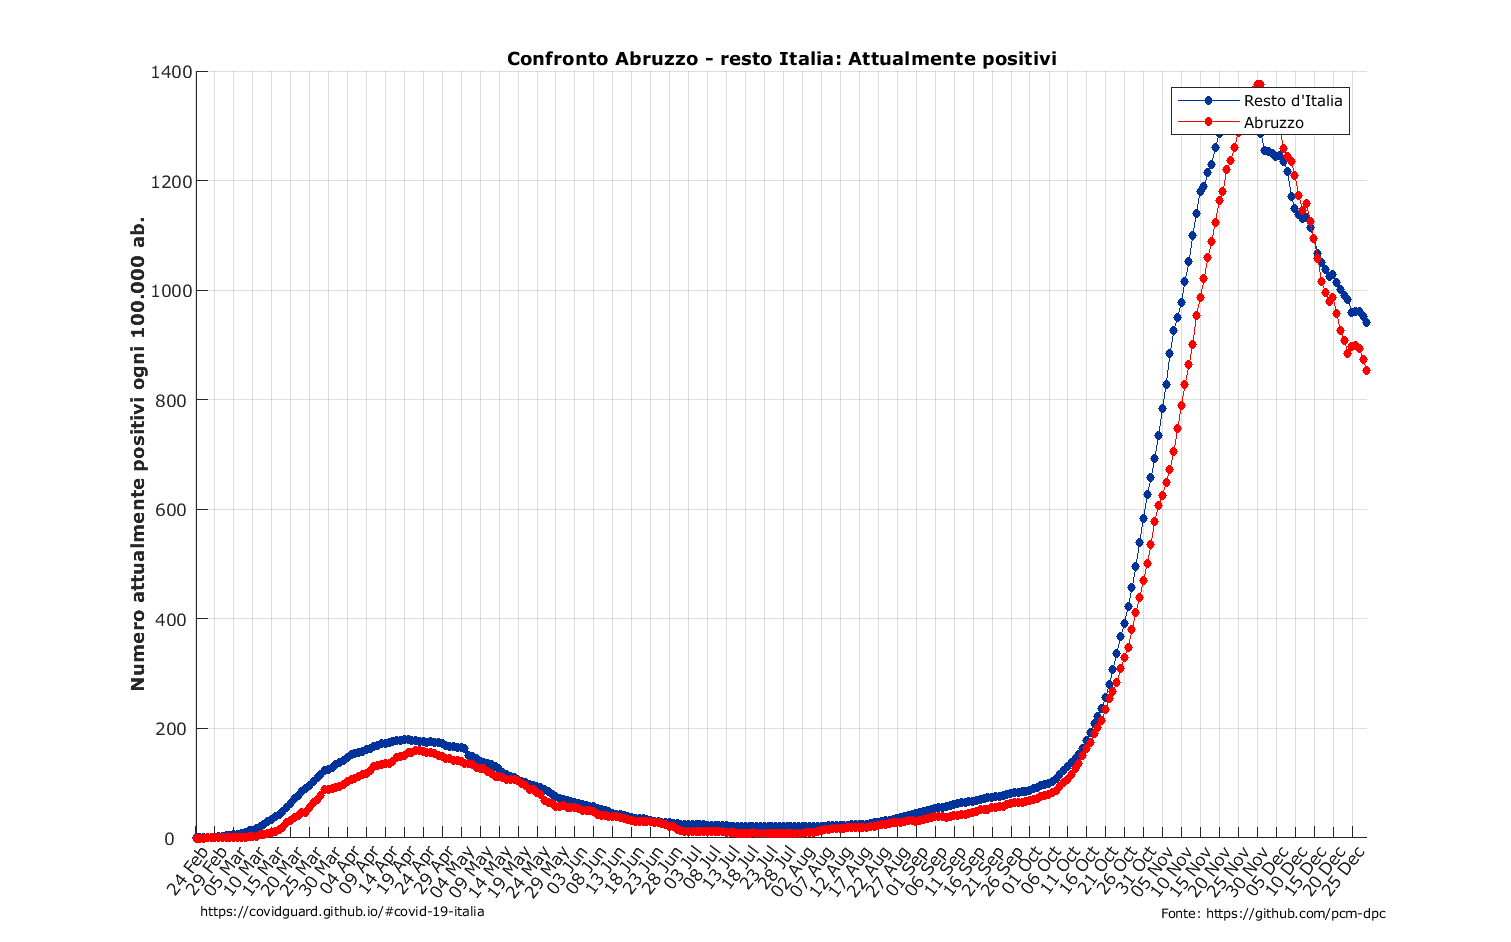 Confronto Abruzzo - resto Italia: Attualmente positivi
Numero attualmente positivi ogni 100.000 ab.
1400
1200
1000
800
600
400
200
0
Resto d'Italia
Abruzzo
24 Feb
29 Feb
05 Mar
10 Mar
15 Mar
20 Mar
25 Mar
30 Mar
04 Apr
09 Apr
14 Apr
19 Apr
24 Apr
29 Apr
04 May
09 May
14 May
19 May
24 May
29 May
03 Jun
08 Jun
13 Jun
18 Jun
23 Jun
28 Jun
03 Jul
08 Jul
13 Jul
18 Jul
23 Jul
28 Jul
02 Aug
07 Aug
12 Aug
17 Aug
22 Aug
27 Aug
01 Sep
06 Sep
11 Sep
16 Sep
21 Sep
26 Sep
01 Oct
06 Oct
11 Oct
16 Oct
21 Oct
26 Oct
31 Oct
05 Nov
10 Nov
15 Nov
20 Nov
25 Nov
30 Nov
05 Dec
10 Dec
15 Dec
20 Dec
25 Dec
https://covidguard.github.io/#covid-19-italia
Fonte: https://github.com/pcm-dpc